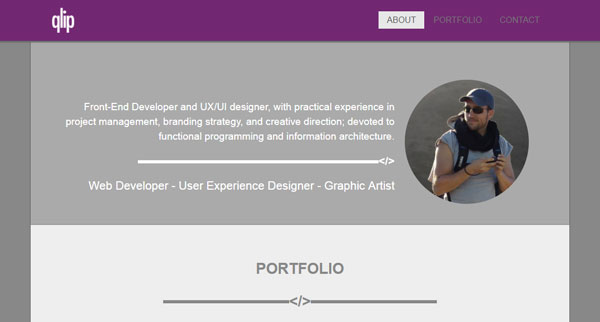 qlip
ABOUT PORTFOLIO CONTACT
Front-End Developer and UX/UI designer, with practical experience in
project management, branding strategy, and creative direction; devoted to
functional programming and information architecture.
</>
Web Developer - User Experience Designer - Graphic Artist
PORTFOLIO
</>